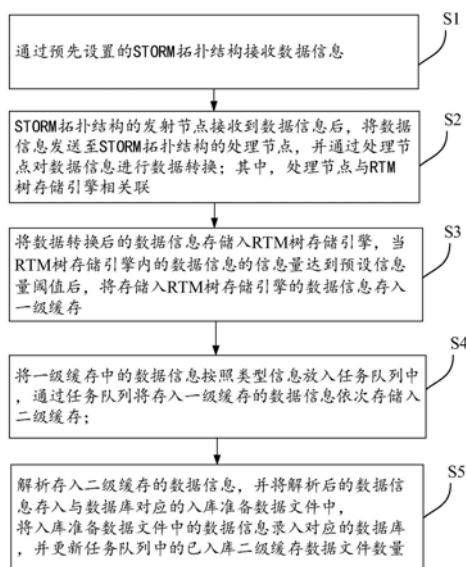 S1
通过预先设置的STORM拓扑结构接收数据信息
S2
STORM拓扑结构的发射节点接收到数据信息后，将数据
信息发送至STORM拓扑结构的处理节点，并通过处理节
点对数据信息进行数据转换；其中，处理节点与RTM
树存储引擎相关联
S3
将数据转换后的数据信息存储入RTM树存储引擎，当
RTM树存储引擎内的数据信息的信息量达到预设信息
量阈值后，将存储入RTM树存储引擎的数据信息存入
一级缓存
S4
将一级缓存中的数据信息按照类型信息放入任务队列中
，通过任务队列将存入一级缓存的数据信息依次存储入
二级缓存；
S5
解析存入二级缓存的数据信息，并将解析后的数据信
息存入与数据库对应的入库准备数据文件中，
将入库准备数据文件中的数据信息录入对应的数据库
，并更新任务队列中的已入库二级缓存数据文件数量